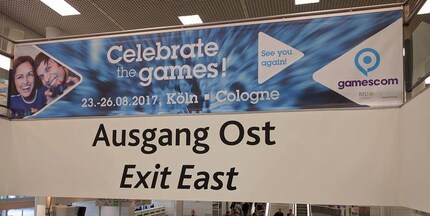 Celebrate
the games!
23.-26.08.2017, Köln ▪ Cologne
See you
again!
gamescom
Ausgang Ost
Exit East